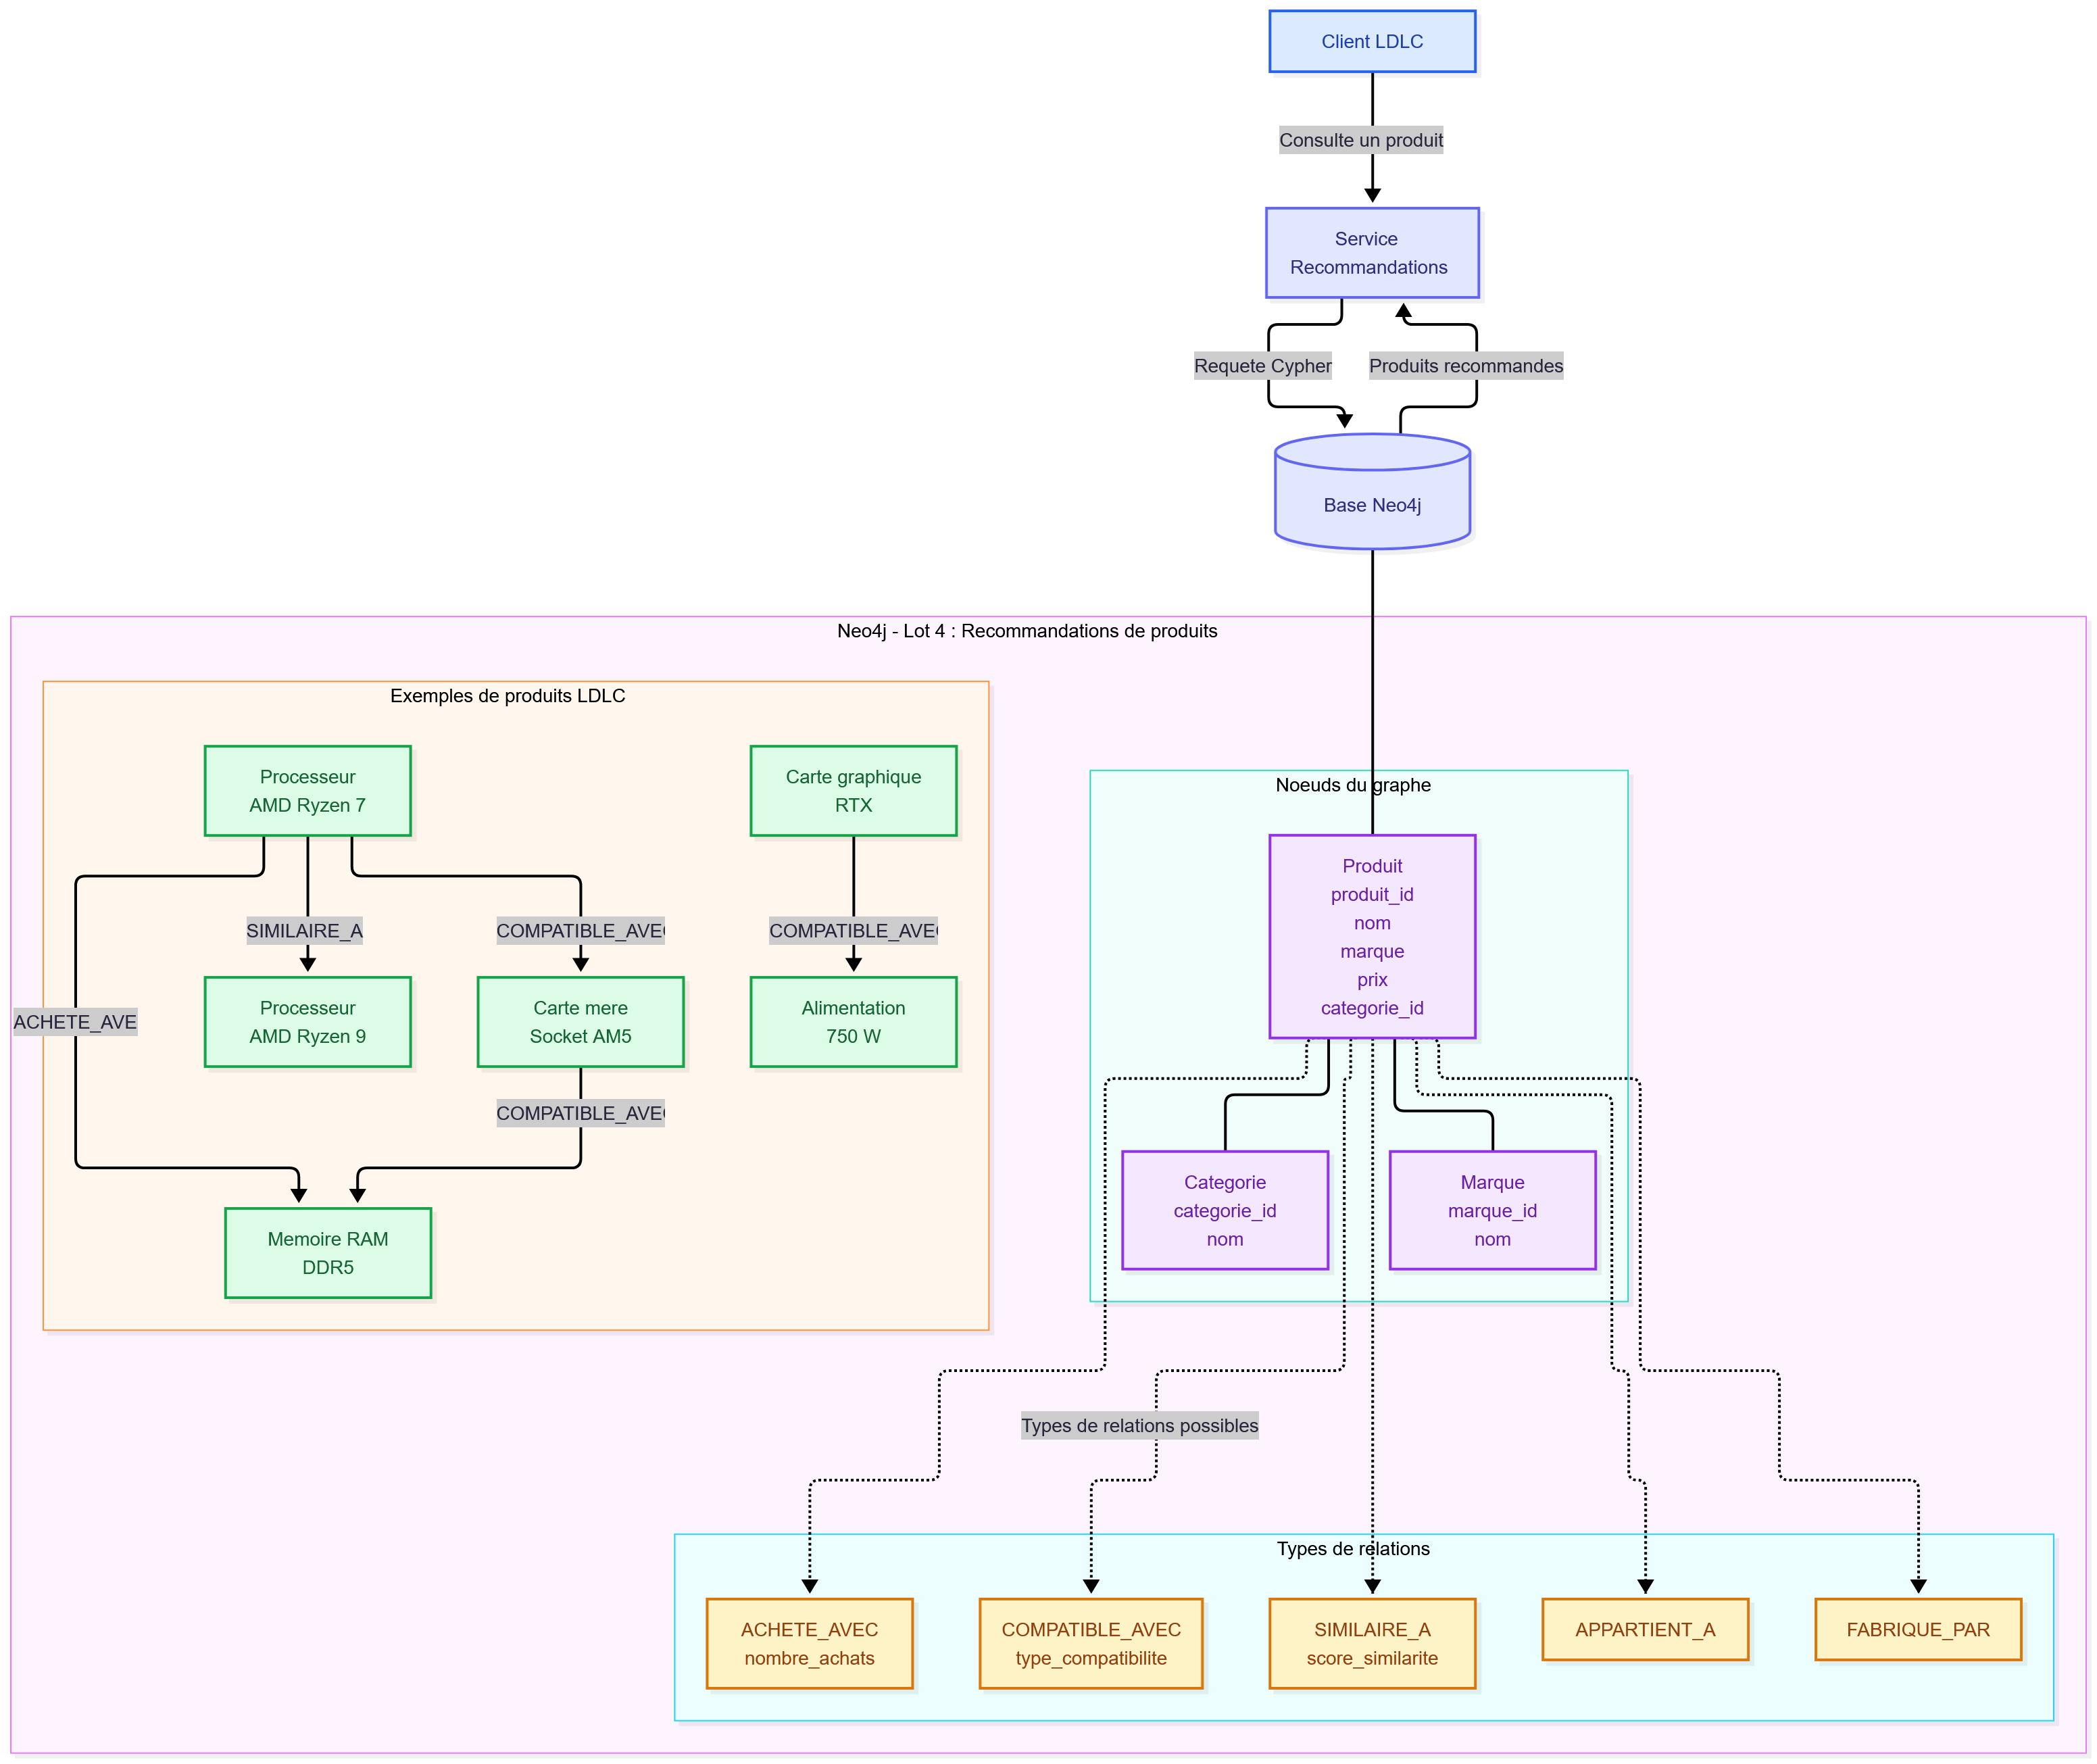 Client LDLC
Consulte un produit
Service
Recommandations
Requete Cypher
Produits recommandes
Base Neo4j
Neo4j - Lot 4 : Recommandations de produits
Exemples de produits LDLC
Processeur
AMD Ryzen 7
Carte graphique
RTX
SIMILAIRE_A
COMPATIBLE_AVEC
COMPATIBLE_AVEC
ACHETE_AVE
Processeur
AMD Ryzen 9
Carte mere
Socket AM5
Alimentation
750 W
COMPATIBLE_AVEC
Memoire RAM
DDR5
Noeuds du graphe
Produit
produit_id
nom
marque
prix
categorie_id
Categorie
categorie_id
nom
Marque
marque_id
nom
Types de relations possibles
Types de relations
ACHETE_AVEC
nombre_achats
COMPATIBLE_AVEC
type_compatibilite
SIMILAIRE_A
score_similarite
APPARTIENT_A
FABRIQUE_PAR